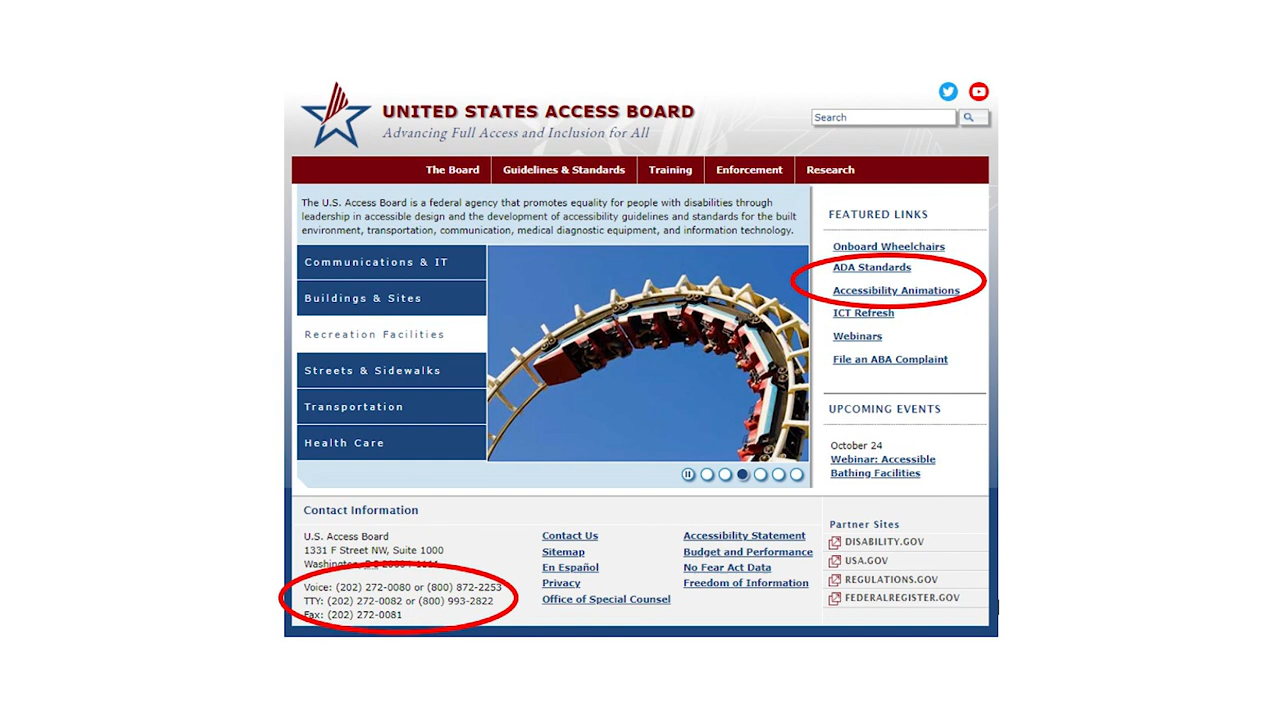 UNITED STATES ACCESS BOARD
Advancing Full Access and Inclusion for All
Search
The Board
Guidelines & Standards
Training
Enforcement
Research
The U.S. Access Board is a federal agency that promotes equality for people with disabilities through
leadership in accessible design and the development of accessibility guidelines and standards for the built
environment, transportation, communication, medical diagnostic equipment, and information technology.
Communications & IT
Buildings & Sites
Recreation Facilities
Streets & Sidewalks
Transportation
Health Care
FEATURED LINKS
Onboard Wheelchairs
ADA Standards
Accessibility Animations
ICT Refresh
Webinars
File an ABA Complaint
UPCOMING EVENTS
October 24
Webinar: Accessible
Bathing Facilities
Contact Information
U.S. Access Board
1331 F Street NW, Suite 1000
Washington,
Voice: (202) 272-0080 or (800) 872-2253
TTY: (202) 272-0082 or (800) 993-2822
Fax: (202) 272-0081
Contact Us
Sitemap
En Español
Privacy
Office of Special Counsel
Accessibility Statement
Budget and Performance
No Fear Act Data
Freedom of Information
Partner Sites
DISABILITY.GOV
USA.GOV
REGULATIONS.GOV
FEDERALREGISTER.GOV